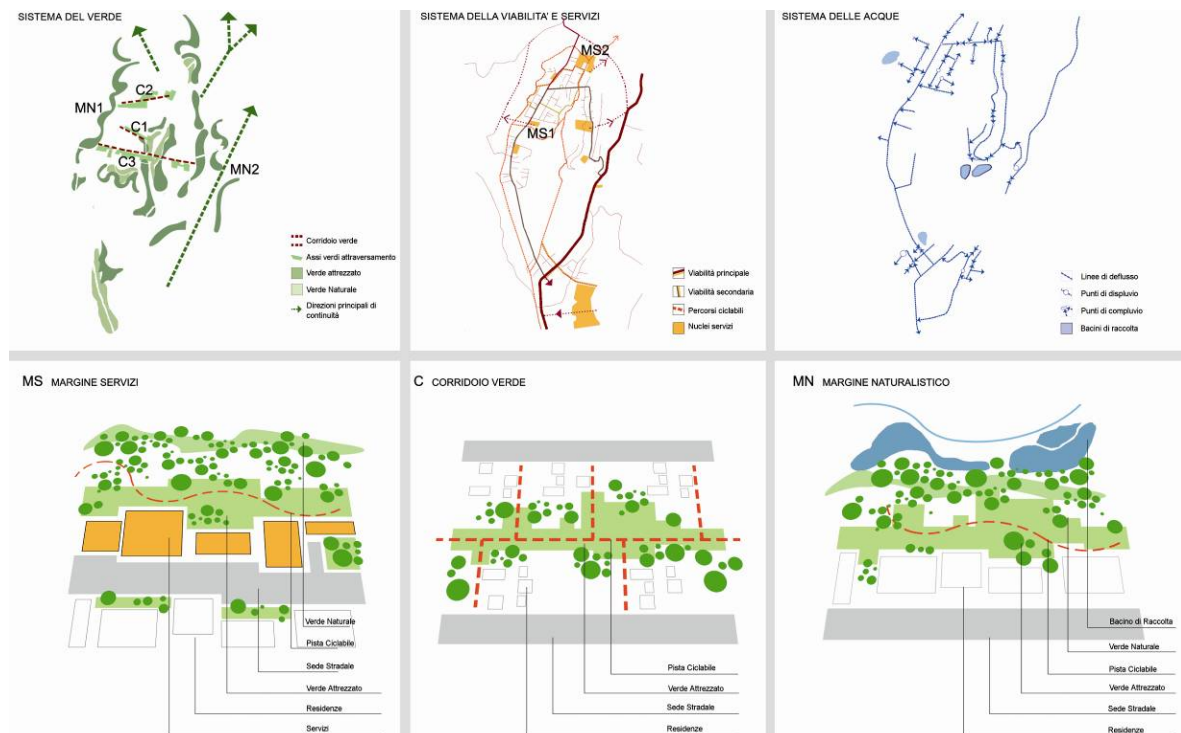 SISTEMA DEL VERDE
C2
MN1
C1
C3
MN2
Corridoio verde
Assi verdi attraversamento
Verde attrezzato
Verde Naturale
Direzioni principali di
continuità
SISTEMA DELLA VIABILITA' E SERVIZI
MS2
MS1
Viabilità principale
Viabilità secondaria
Percorsi ciclabili
Nuclei servizi
SISTEMA DELLE ACQUE
Linee di deflusso
Punti di displuvio
Punti di compluvio
Bacini di raccolta
MS MARGINE SERVIZI
Verde Naturale
Pista Ciclabile
Sede Stradale
Verde Attrezzato
Residenze
Servizi
C CORRIDOIO VERDE
Pista Ciclabile
Verde Attrezzato
Sede Stradale
Residenze
MN MARGINE NATURALISTICO
Bacino di Raccolta
Verde Naturale
Pista Ciclabile
Verde Attrezzato
Sede Stradale
Residenze